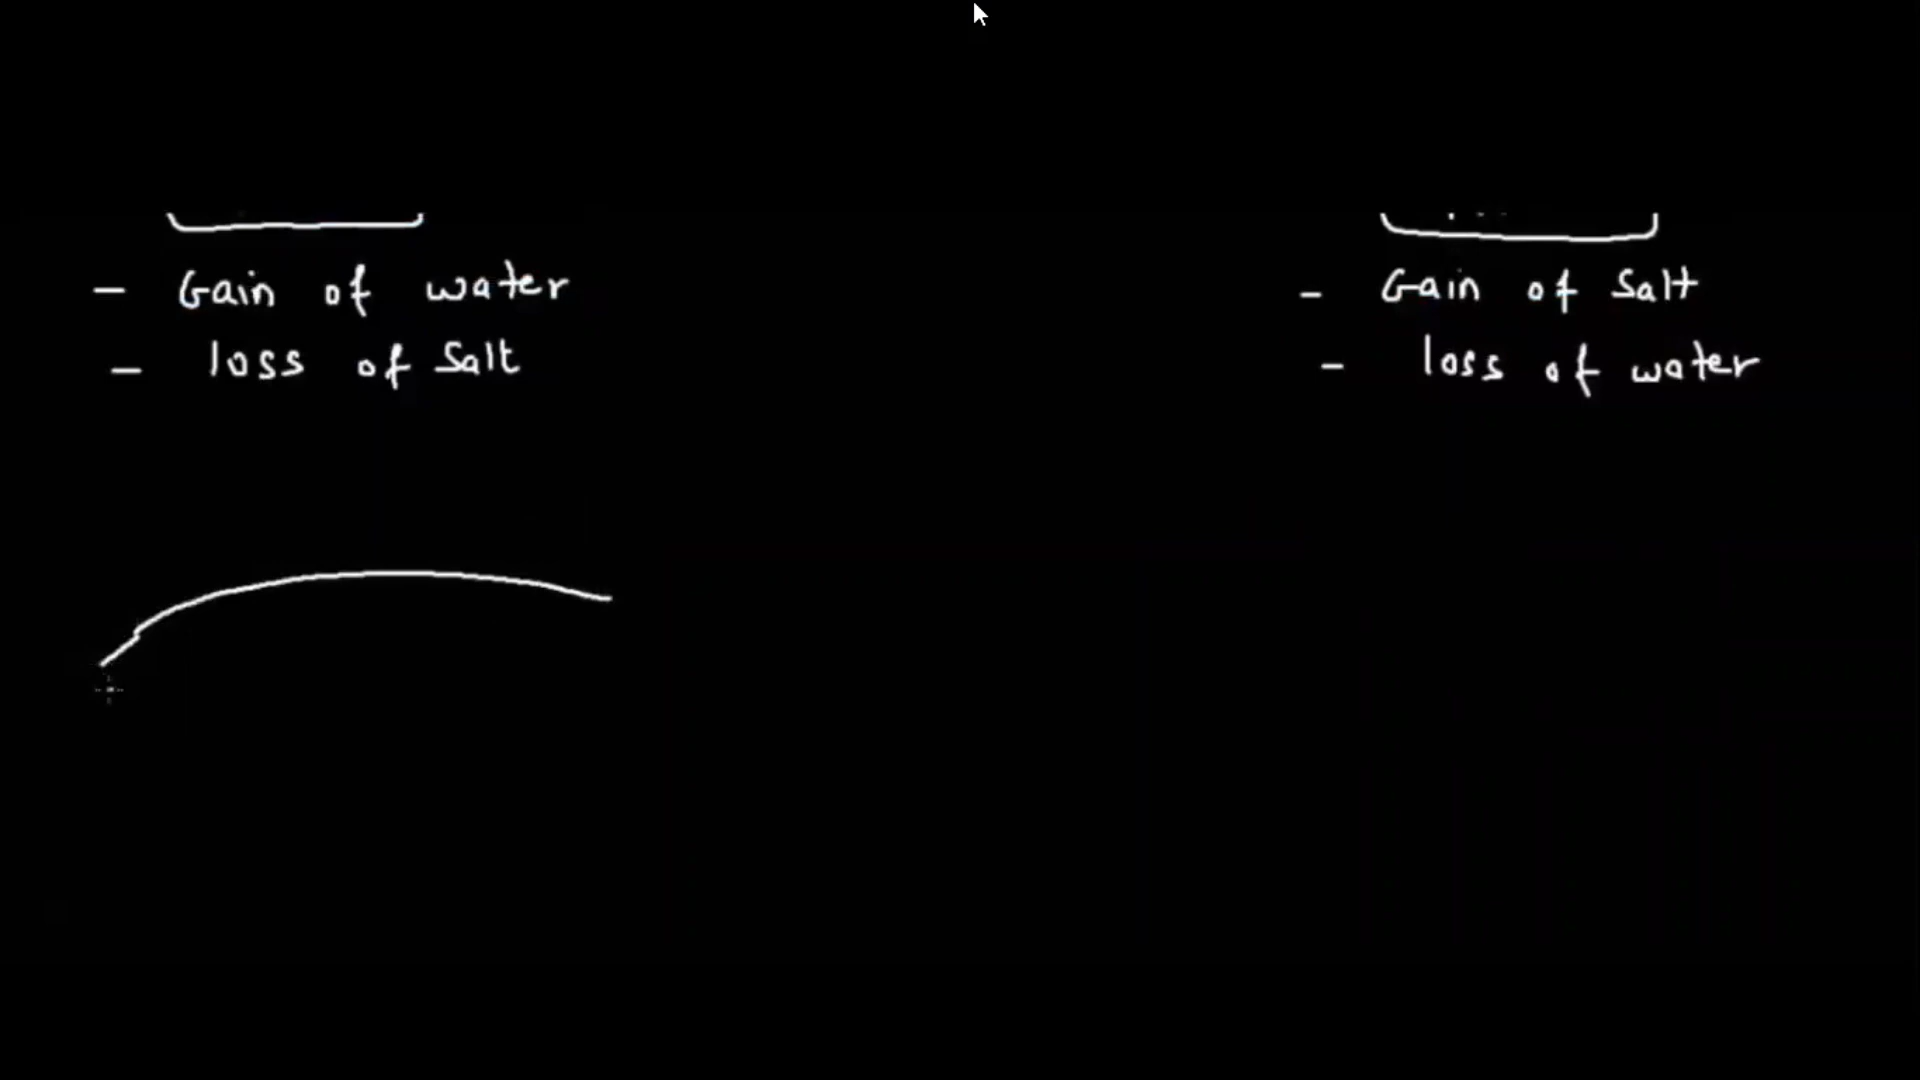 - Gain of water
- loss of Salt
- Gain of Salt
- loss of water